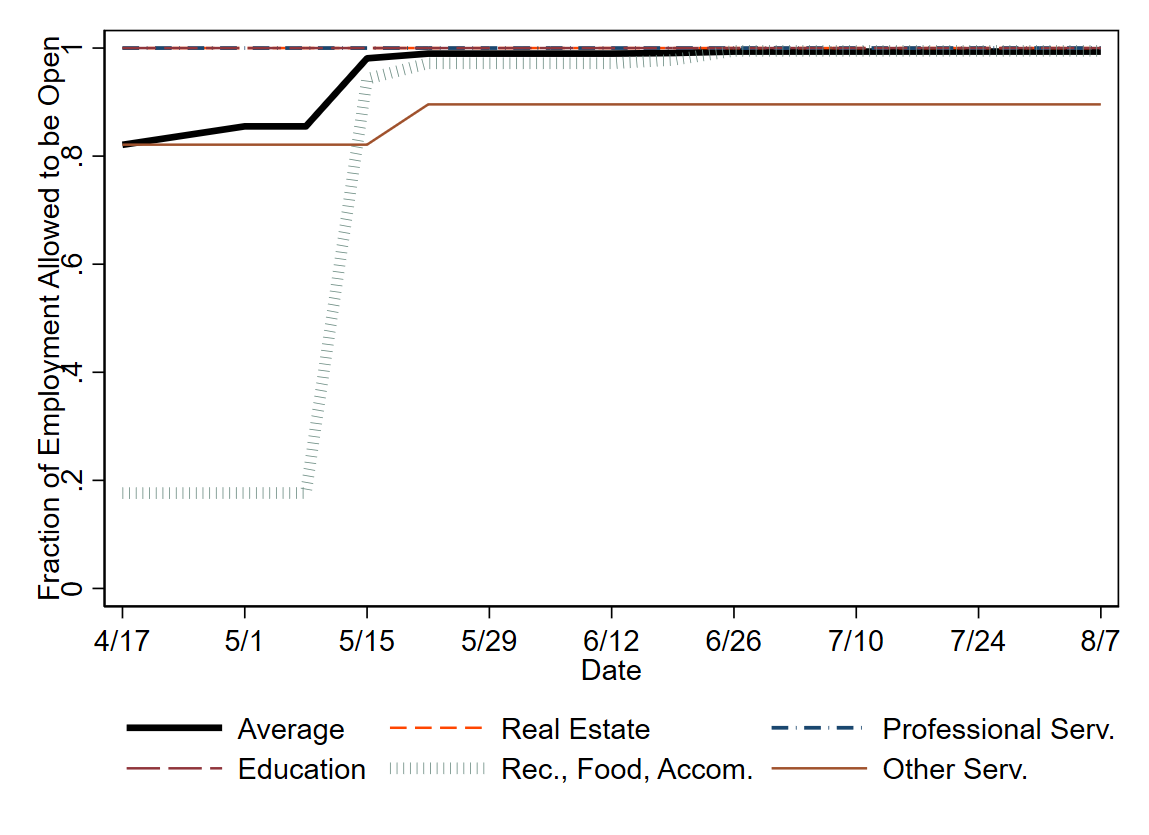 Fraction of Employment Allowed to be Open
1
.8
.6
.4
.2
0
4/17 5/1 5/15 5/29 6/12 6/26 7/10 7/24 8/7
Date
Average Real Estate Professional Serv.
Education Rec., Food, Accom. Other Serv.